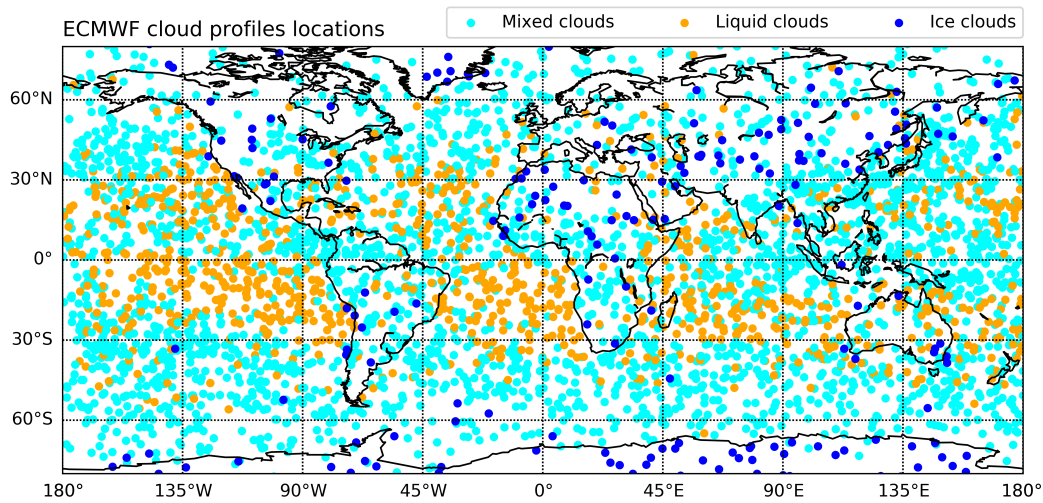 ECMWF cloud profiles locations
Mixed clouds Liquid clouds Ice clouds
60°N
30°N
0°
30°S
60°S
180° 135°W 90°W 45°W 0° 45°E 90°E 135°E 180°